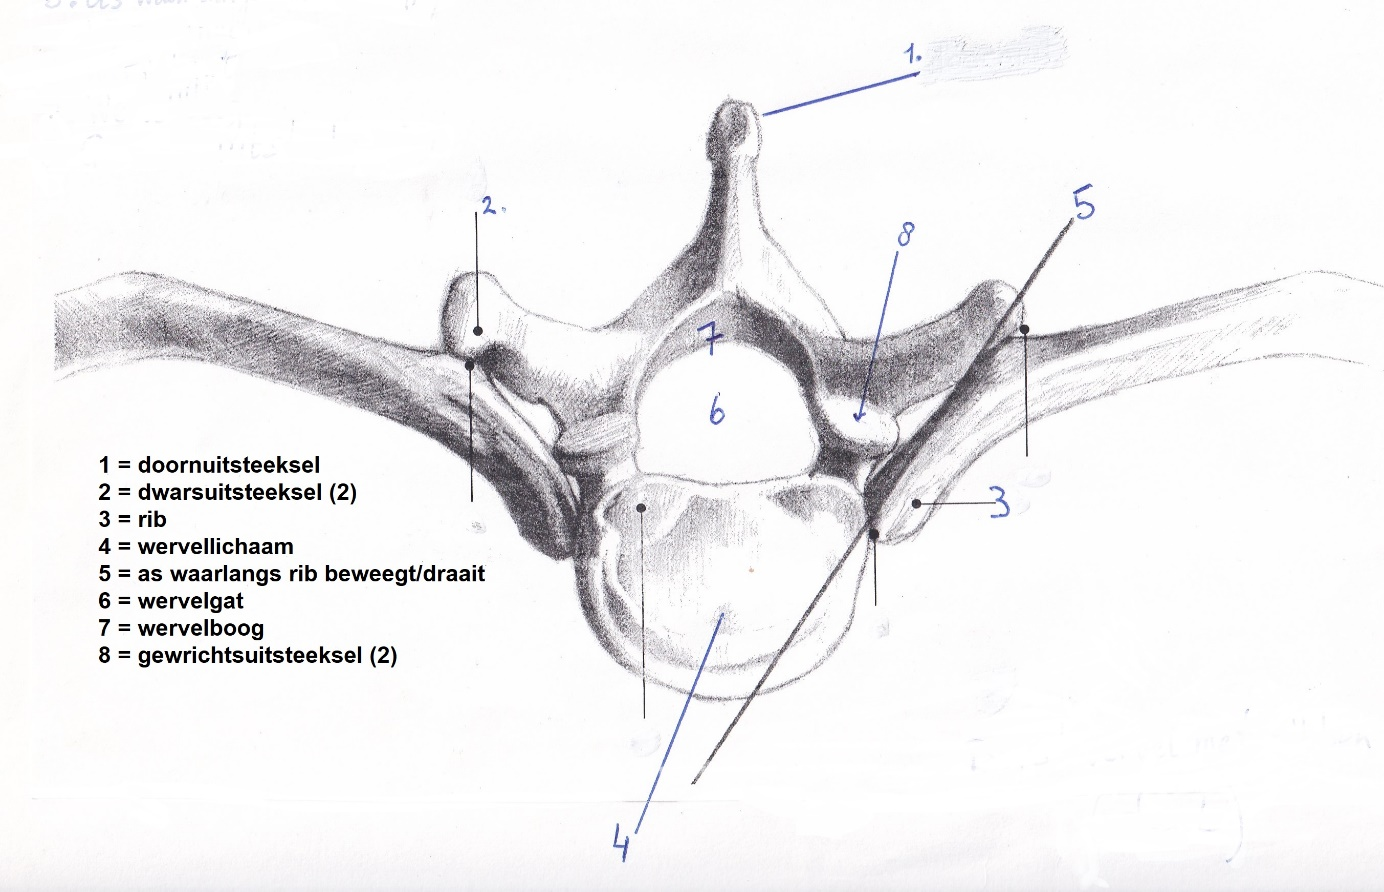 1.
2.
5
8
7
6
1 = doornuitsteeksel
2 = dwarsuitsteeksel (2)
3 = rib
4 = wervellichaam
5 = as waarlangs rib beweegt/draait
6 = wervelgat
7 = wervelboog
8 = gewrichtsuitsteeksel (2)
3
4